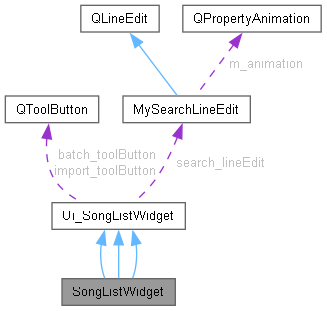 QLineEdit
QPropertyAnimation
m_animation
QToolButton
MySearchLineEdit
batch_toolButton
import_toolButton
search_lineEdit
Ui_SongListWidget
SongListWidget